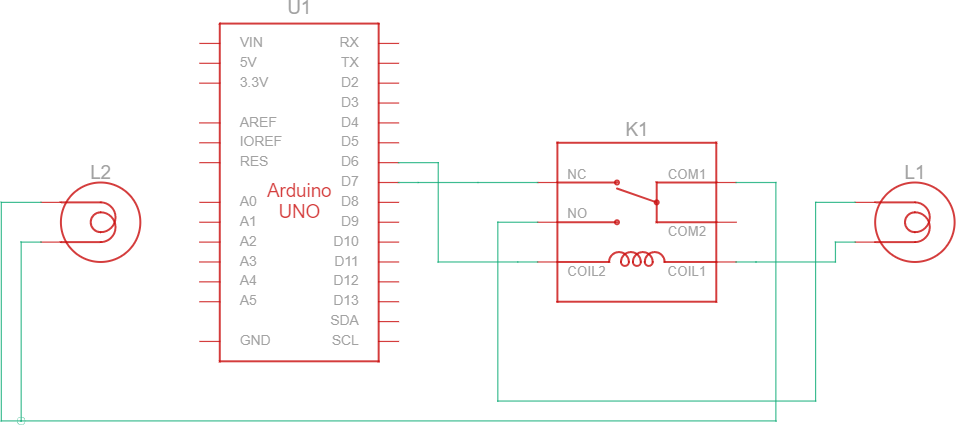 U1
VIN RX
5V TX
3.3V D2
D3
AREF D4
IOREF D5
RES D6
D7
Arduino
UNO
A0 D8
A1 D9
A2 D10
A3 D11
A4 D12
A5 D13
SDA
GND SCL
L2
K1
NC COM1
NO COM2
COIL2 COIL1
L1